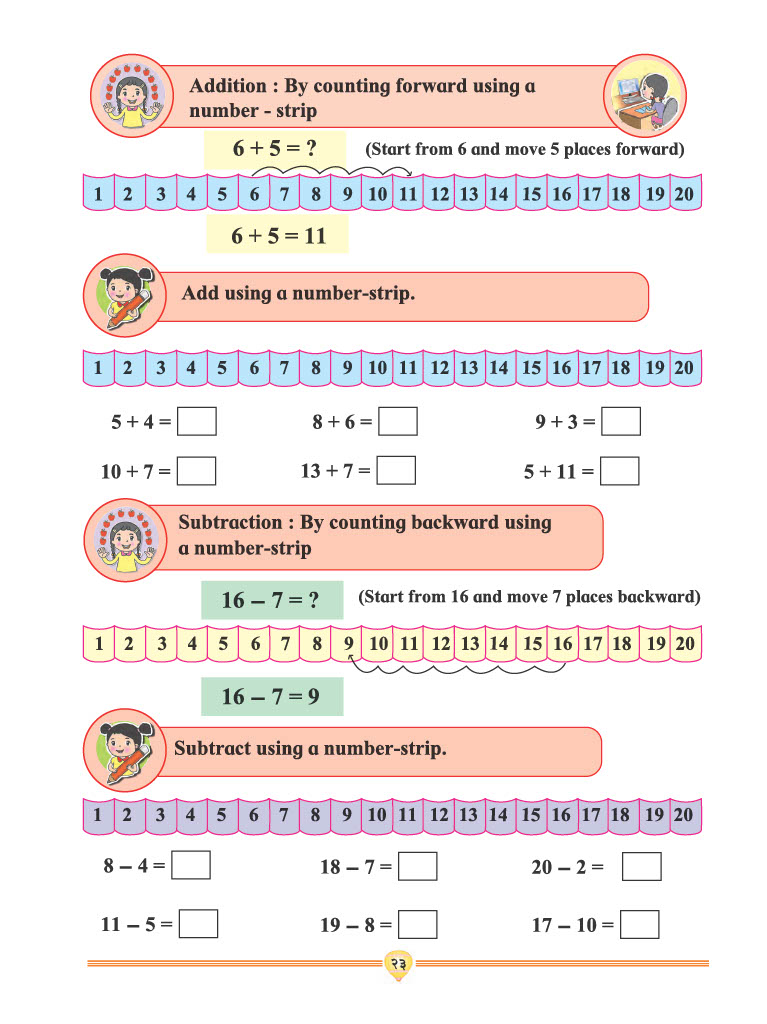 Addition : By counting forward using a
number - strip
6 + 5 = ? (Start from 6 and move 5 places forward)
1 2 3 4 5 6 7 8 9 10 11 12 13 14 15 16 17 18 19 20
6 + 5 = 11
Add using a number-strip.
1 2 3 4 5 6 7 8 9 10 11 12 13 14 15 16 17 18 19 20
5 + 4 = 8 + 6 = 9 + 3 =
10 + 7 = 13 + 7 = 5 + 11 =
Subtraction : By counting backward using
a number-strip
16 – 7 = ? (Start from 16 and move 7 places backward)
1 2 3 4 5 6 7 8 9 10 11 12 13 14 15 16 17 18 19 20
16 – 7 = 9
Subtract using a number-strip.
1 2 3 4 5 6 7 8 9 10 11 12 13 14 15 16 17 18 19 20
8 – 4 = 18 – 7 = 20 – 2 =
11 – 5 = 19 – 8 = 17 – 10 =
२३